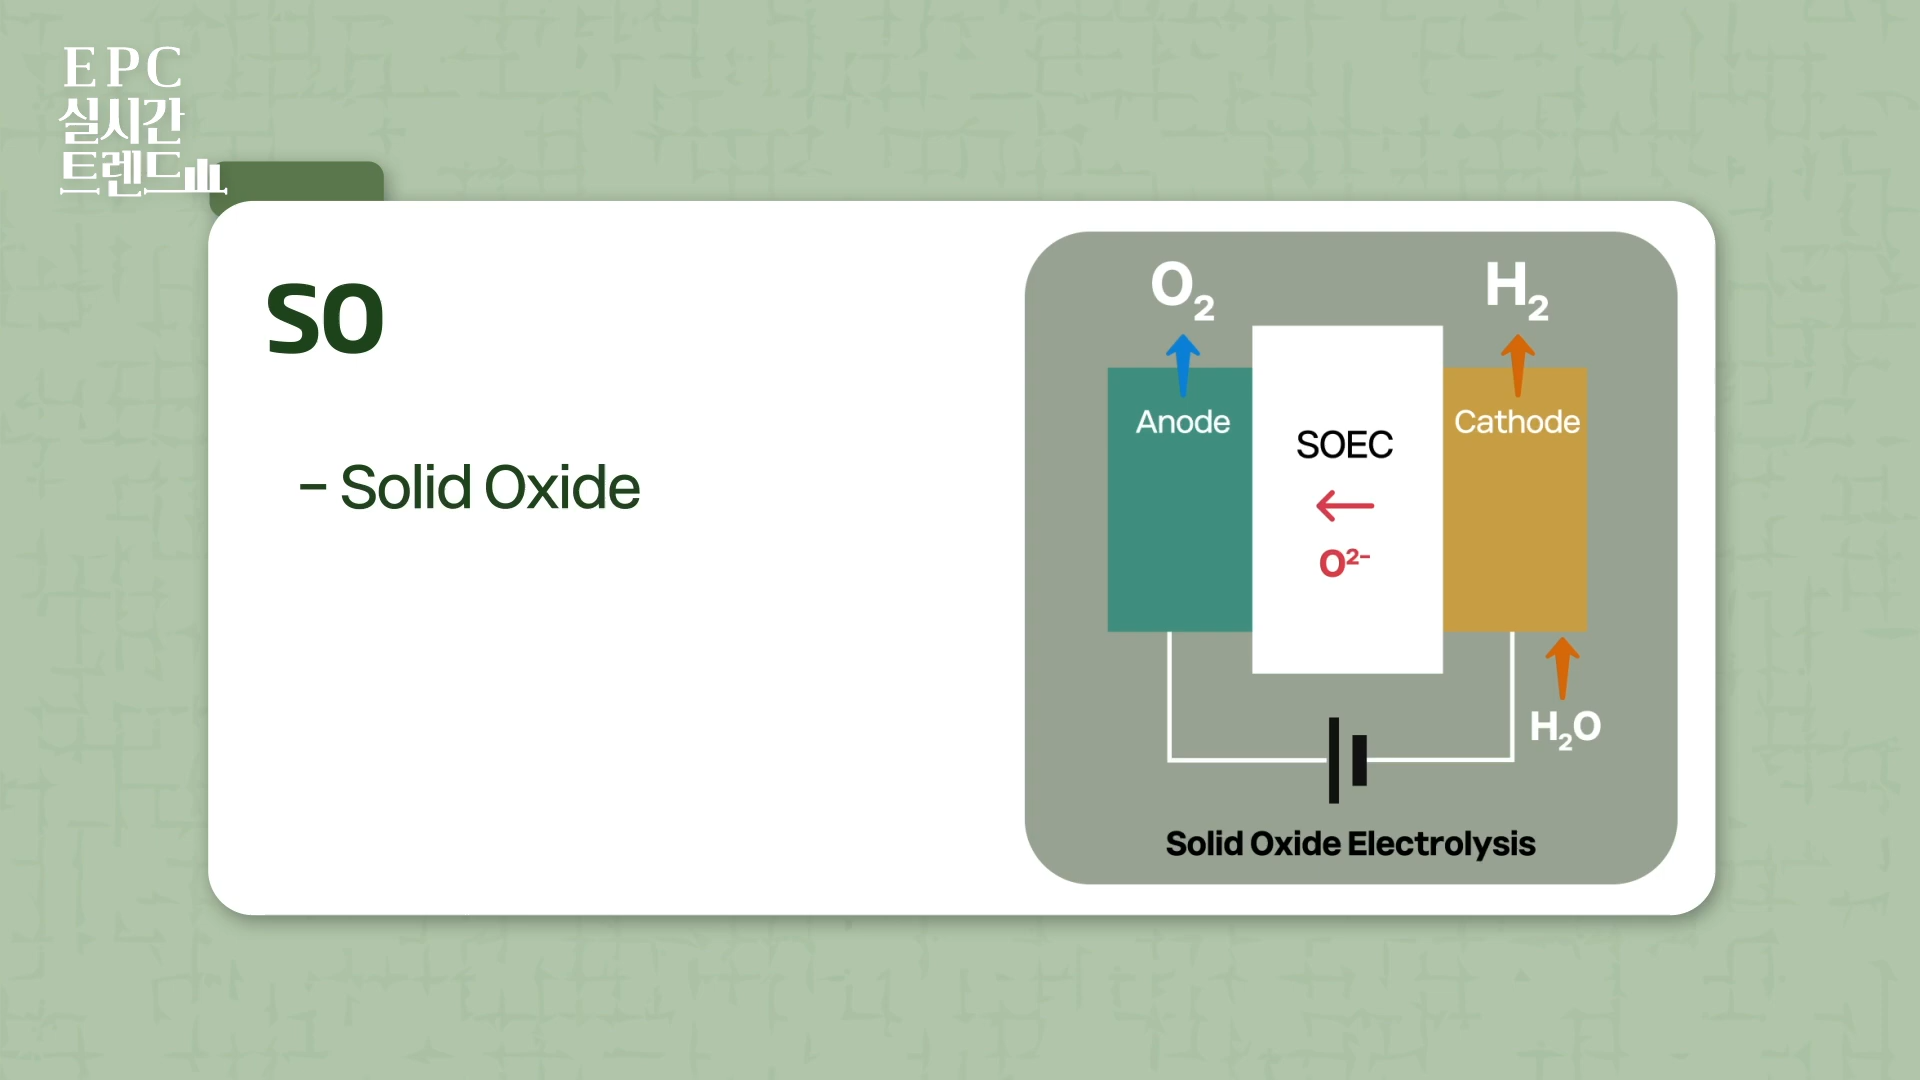 EPC
실시간
트렌드
SO
- Solid Oxide
O₂
H₂
Anode
SOEC
Cathode
←
O²⁻
H₂O
Solid Oxide Electrolysis